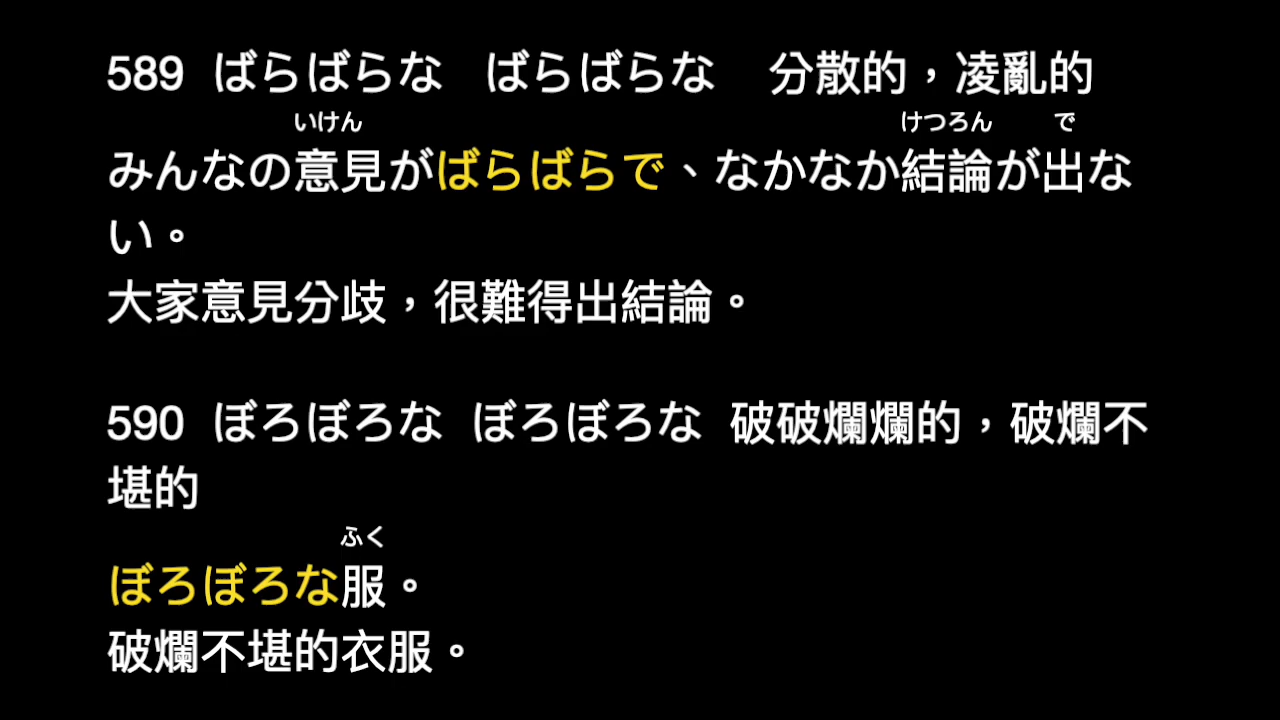 589 ばらばらな ばらばらな 分散的，凌亂的
いけん けつろん で
みんなの意見がばらばらで、なかなか結論が出な
い。
大家意見分歧，很難得出結論。
590 ぼろぼろな ぼろぼろな 破破爛爛的，破爛不
堪的
ふく
ぼろぼろな服。
破爛不堪的衣服。